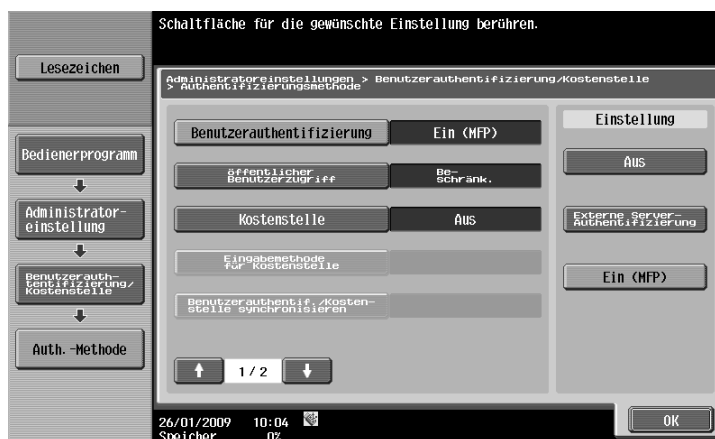 Schaltfläche für die gewünschte Einstellung berühren.
Lesezeichen
Administratoreinstellungen > Benutzerauthentifizierung/Kostenstelle
> Authentifizierungsmethode
Bedienerprogramm
Administrator-
einstellung
Benutzerauth-
tentifizierung/
Kostenstelle
Auth.-Methode
Benutzerauthentifizierung
Ein (MFP)
öffentlicher
Benutzerzugriff
Be-
schränk.
Kostenstelle
Aus
Eingabemethode
für Kostenstelle
Benutzerauthentif./Kosten-
stelle synchronisieren
1/2
Einstellung
Aus
Externe Server-
Authentifizierung
Ein (MFP)
26/01/2009 10:04
Speicher 0%
OK